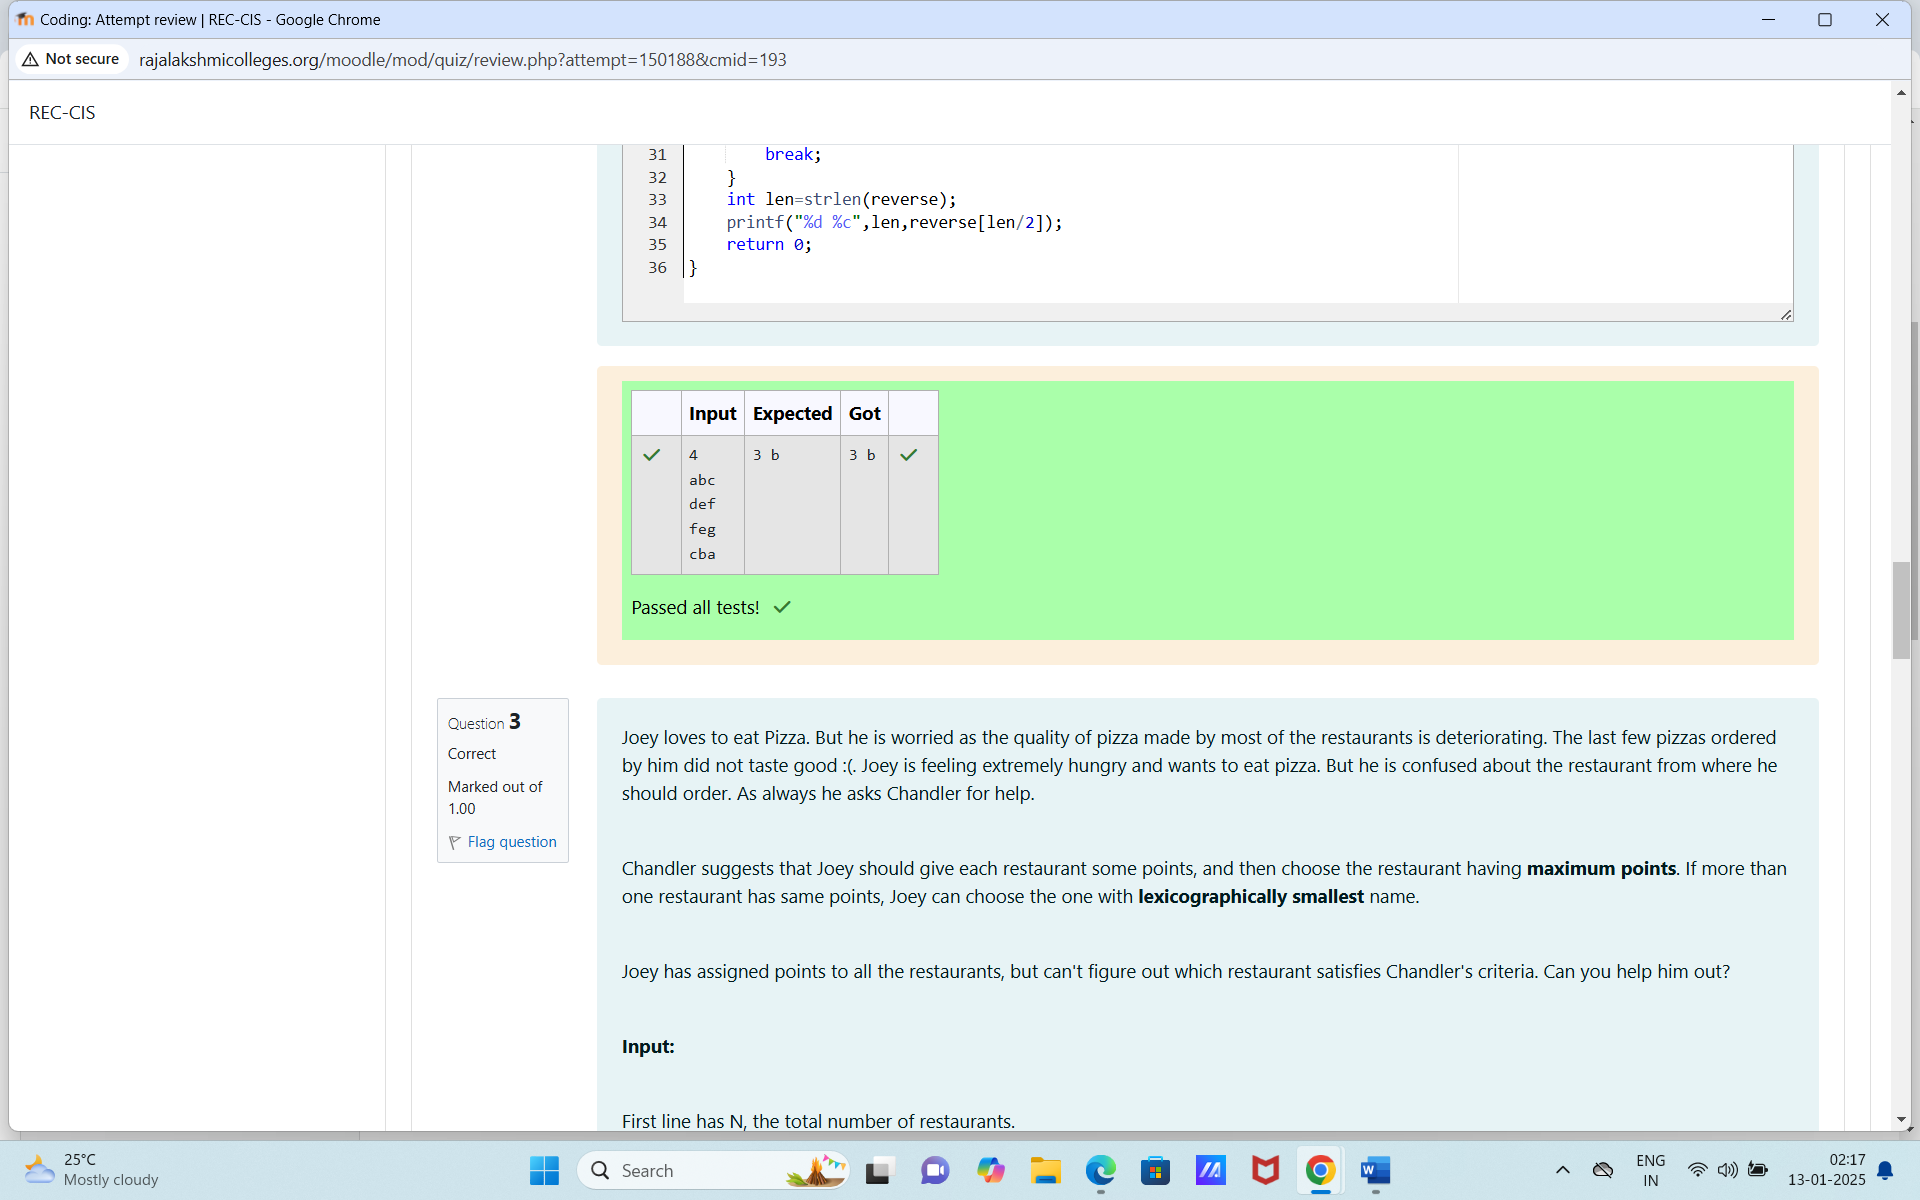 Coding: Attempt review | REC-CIS - Google Chrome
Not secure
rajalakshmicolleges.org/moodle/mod/quiz/review.php?attempt=150188&cmid=193
REC-CIS
31 break;
32 }
33 int len=strlen(reverse);
34 printf("%d %c",len,reverse[len/2]);
35 return 0;
36 }
Input Expected Got
4 3 b 3 b
abc
def
feg
cba
Passed all tests!
Question 3
Correct
Marked out of
1.00
Flag question
Joey loves to eat Pizza. But he is worried as the quality of pizza made by most of the restaurants is deteriorating. The last few pizzas ordered
by him did not taste good :(. Joey is feeling extremely hungry and wants to eat pizza. But he is confused about the restaurant from where he
should order. As always he asks Chandler for help.
Chandler suggests that Joey should give each restaurant some points, and then choose the restaurant having maximum points. If more than
one restaurant has same points, Joey can choose the one with lexicographically smallest name.
Joey has assigned points to all the restaurants, but can't figure out which restaurant satisfies Chandler's criteria. Can you help him out?
Input:
First line has N, the total number of restaurants.
25°C
Mostly cloudy
Search
ENG
IN
02:17
13-01-2025